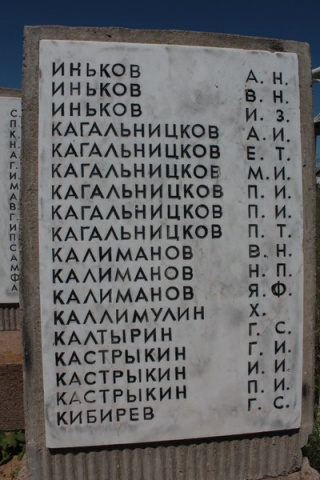 ИНЬКОВ А. Н.
ИНЬКОВ В. Н.
ИНЬКОВ И. З.
КАГАЛЬНИЦКОВ А. И.
КАГАЛЬНИЦКОВ Е. Т.
КАГАЛЬНИЦКОВ М. И.
КАГАЛЬНИЦКОВ П. И.
КАГАЛЬНИЦКОВ П. И.
КАГАЛЬНИЦКОВ П. Т.
КАЛИМАНОВ В. Н.
КАЛИМАНОВ Н. П.
КАЛИМАНОВ Я. Ф.
КАЛЛИМУЛИН Х.
КАЛТЫРИН Г. С.
КАСТРЫКИН Г. И.
КАСТРЫКИН И. И.
КАСТРЫКИН П. И.
КИБИРЕВ Г. С.